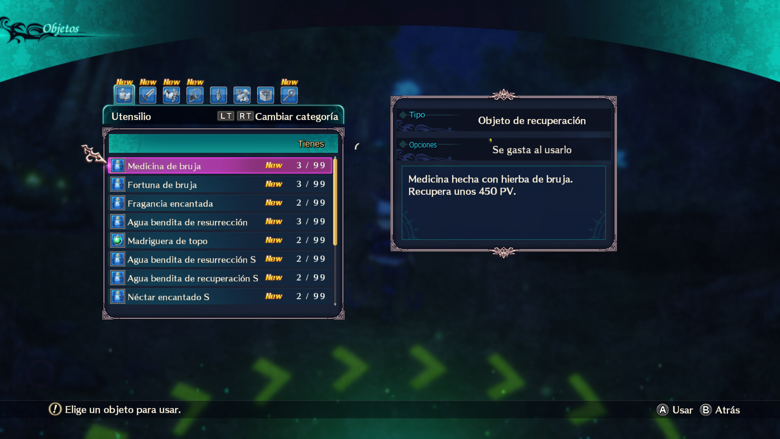 Objetos
New New New New New
Utensilio LT RT Cambiar categoría
Tienes
Medicina de bruja New 3 / 99
Fortuna de bruja New 3 / 99
Fragancia encantada New 2 / 99
Agua bendita de resurrección New 3 / 99
Madriguera de topo New 2 / 99
Agua bendita de resurrección S New 2 / 99
Agua bendita de recuperación S New 2 / 99
Néctar encantado S New 2 / 99
Tipo
Objeto de recuperación
Opciones
Se gasta al usarlo
Medicina hecha con hierba de bruja.
Recupera unos 450 PV.
Elige un objeto para usar.
A Usar B Atrás